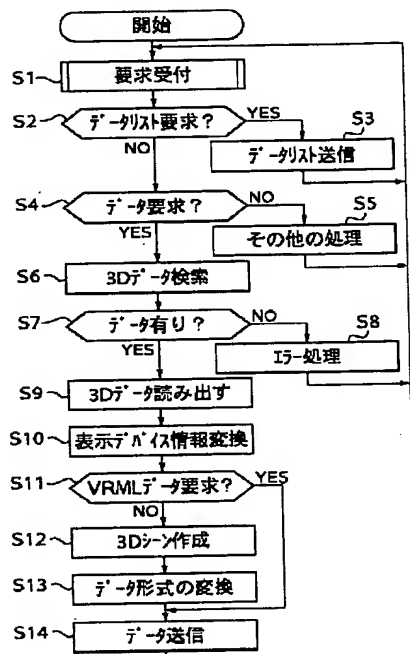 開始
S1 要求受付
S2 データリスト要求? YES S3
NO データリスト送信
S4 データ要求? NO S5
YES その他の処理
S6 3Dデータ検索
S7 データ有り? NO S8
YES エラー処理
S9 3Dデータ読み出す
S10 表示デバイス情報変換
S11 VRMLデータ要求? YES
NO
S12 3Dシーン作成
S13 データ形式の変換
S14 データ送信